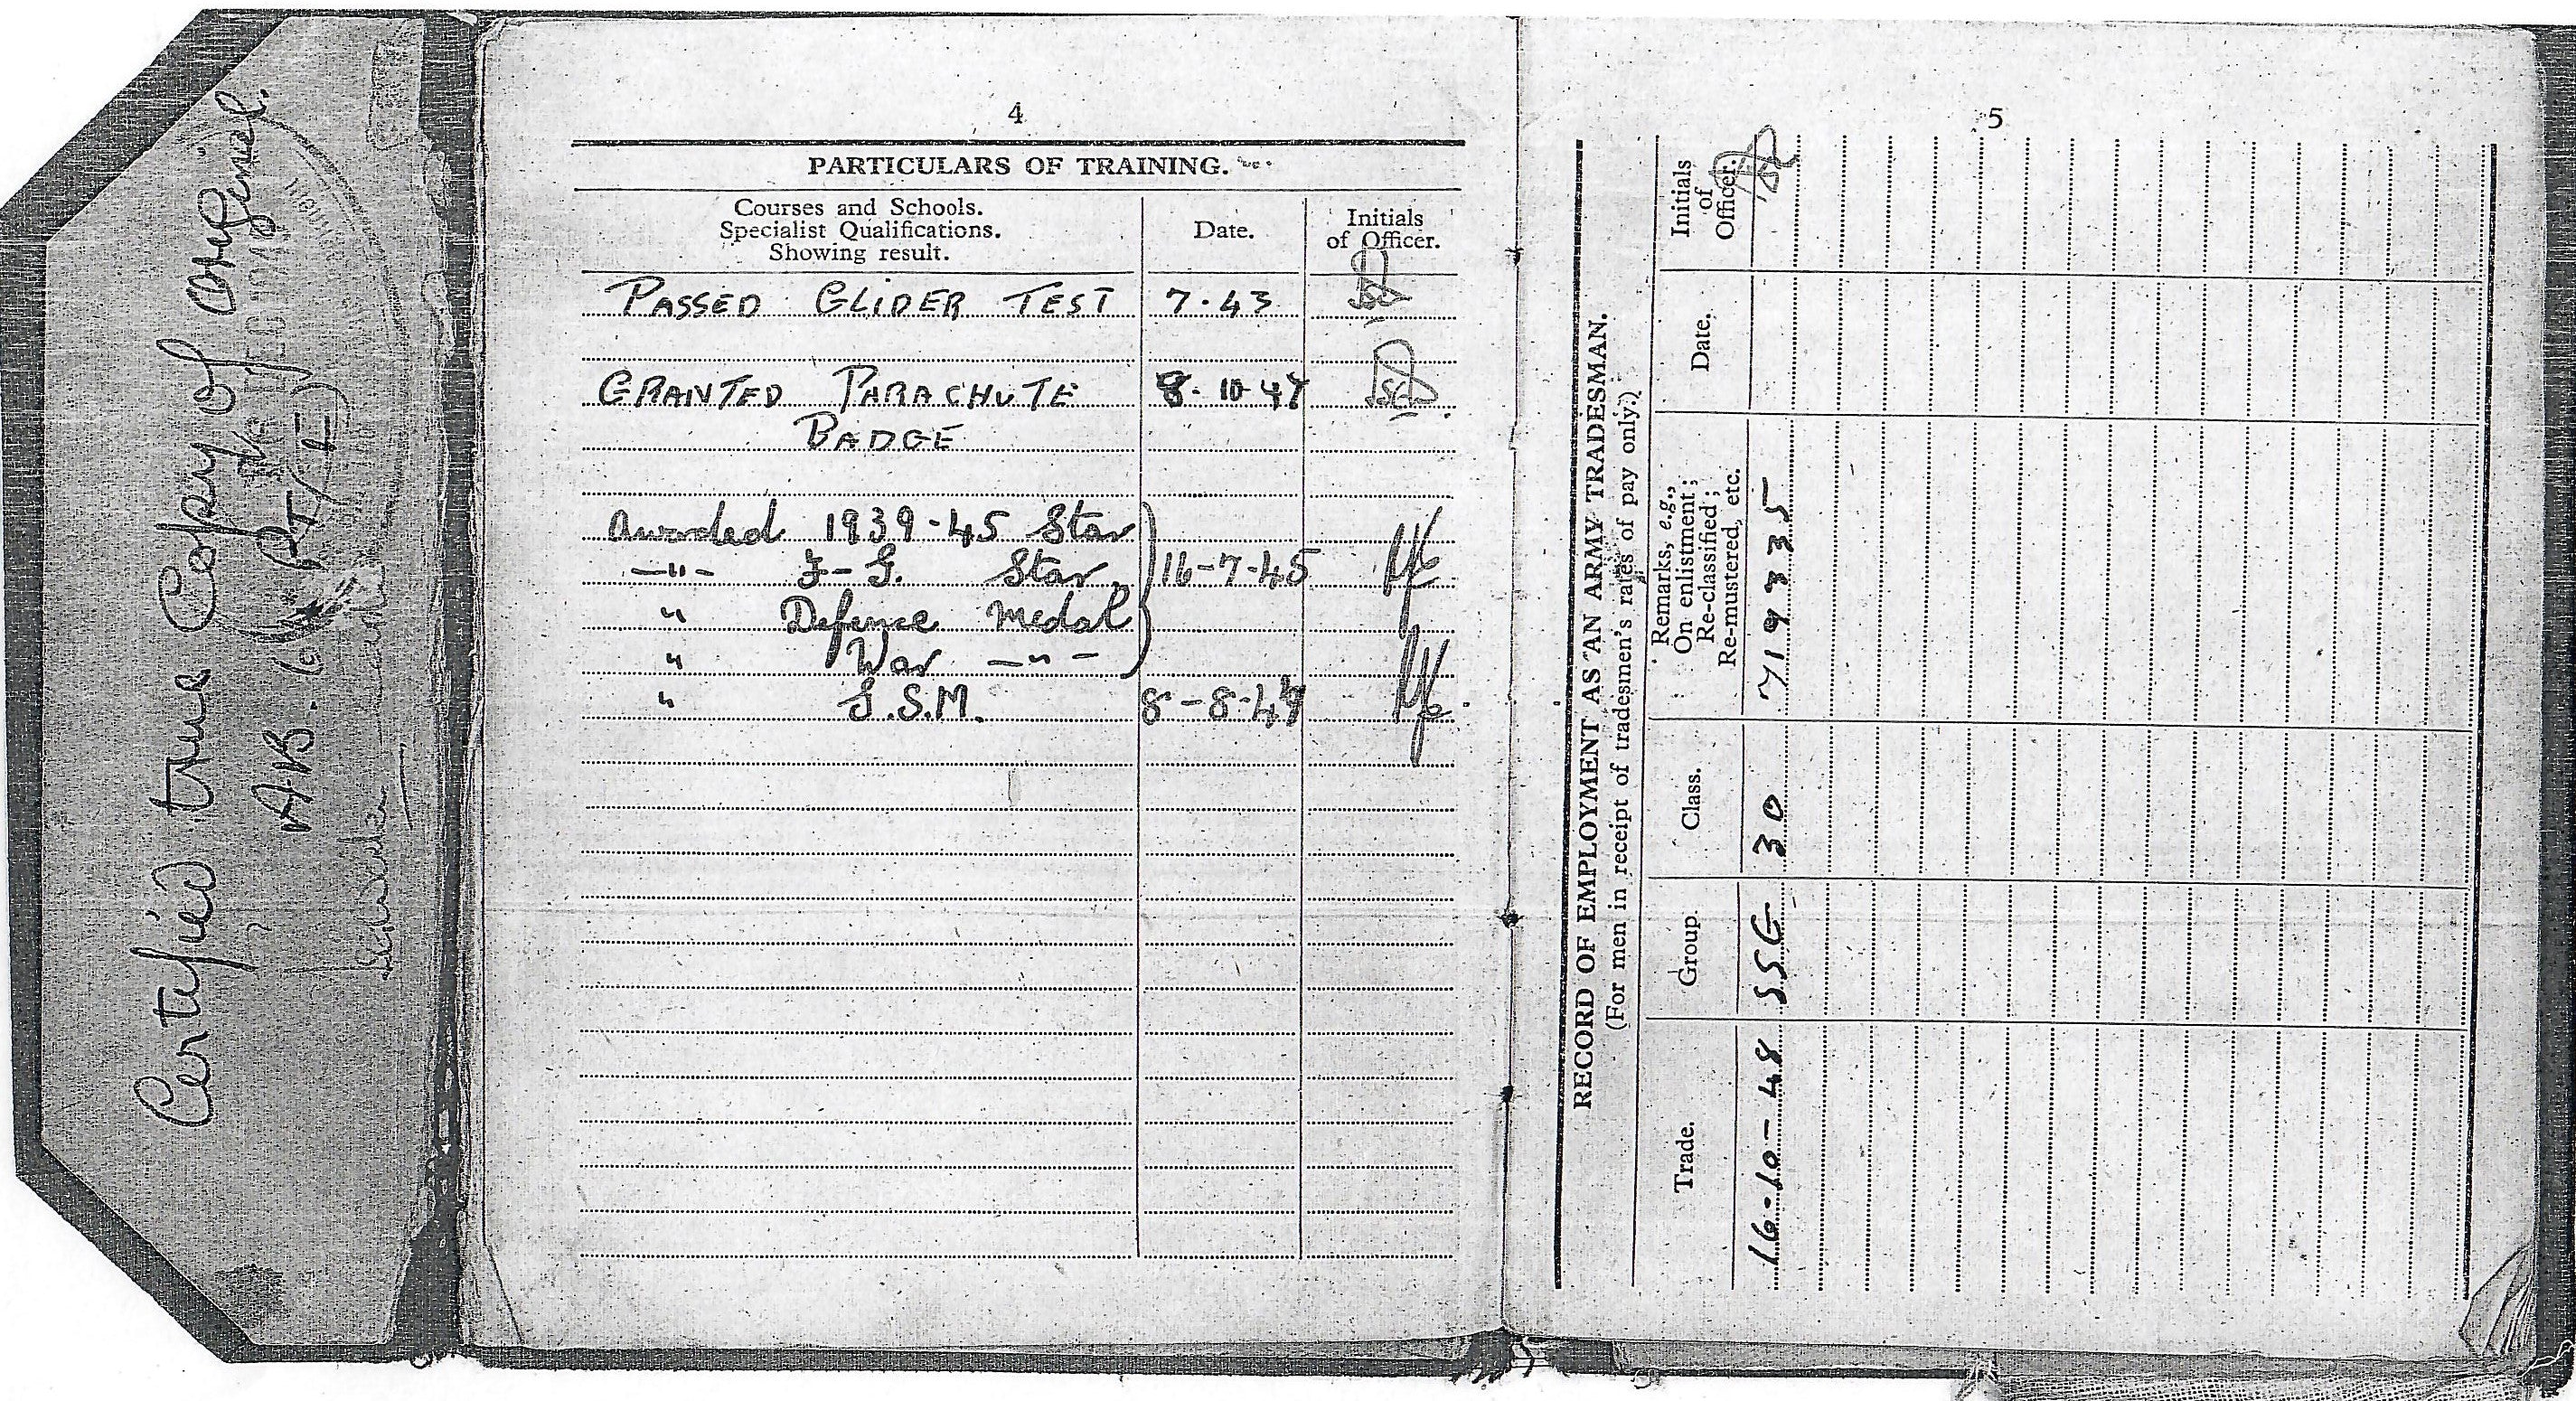 Certified true Copy of original.
A.B. 64 (PT I)
4
PARTICULARS OF TRAINING.
Courses and Schools.
Specialist Qualifications.
Showing result.
Date.
Initials
of Officer.
PASSED GLIDER TEST 7.43
GRANTED PARACHUTE 8-10-47
BADGE
Awarded 1939-45 Star
-"- F-G. Star 16-7-45
" Defence Medal
" War -"-
" G.S.M. 8-8-47
5
RECORD OF EMPLOYMENT AS AN ARMY TRADESMAN.
(For men in receipt of tradesmen's rates of pay only.)
Trade.
Group.
Class.
Remarks, e.g.,
On enlistment;
Re-classified;
Re-mustered, etc.
Date.
Initials
of
Officer.
16-10-48 SSG 30 719335